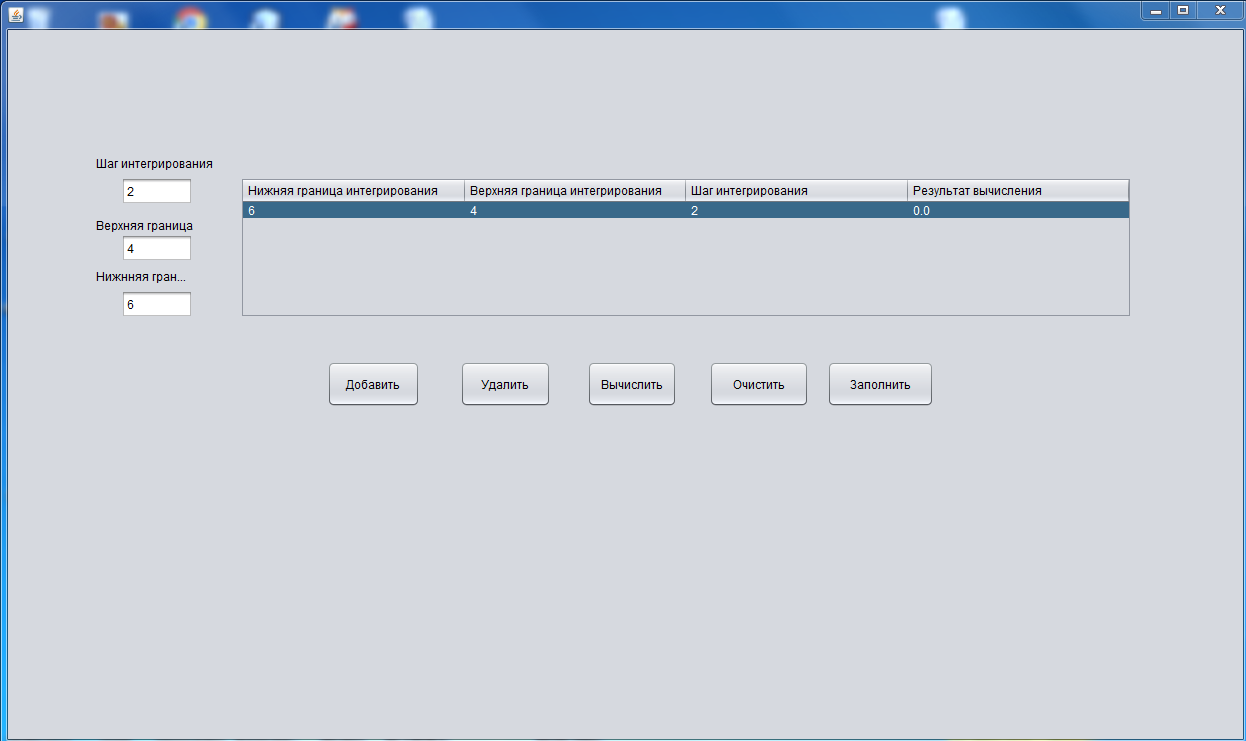 Шаг интегрирования
2
Верхняя граница
4
Нижнняя гран...
6
Нижняя граница интегрирования Верхняя граница интегрирования Шаг интегрирования Результат вычисления
6 4 2 0.0
Добавить Удалить Вычислить Очистить Заполнить